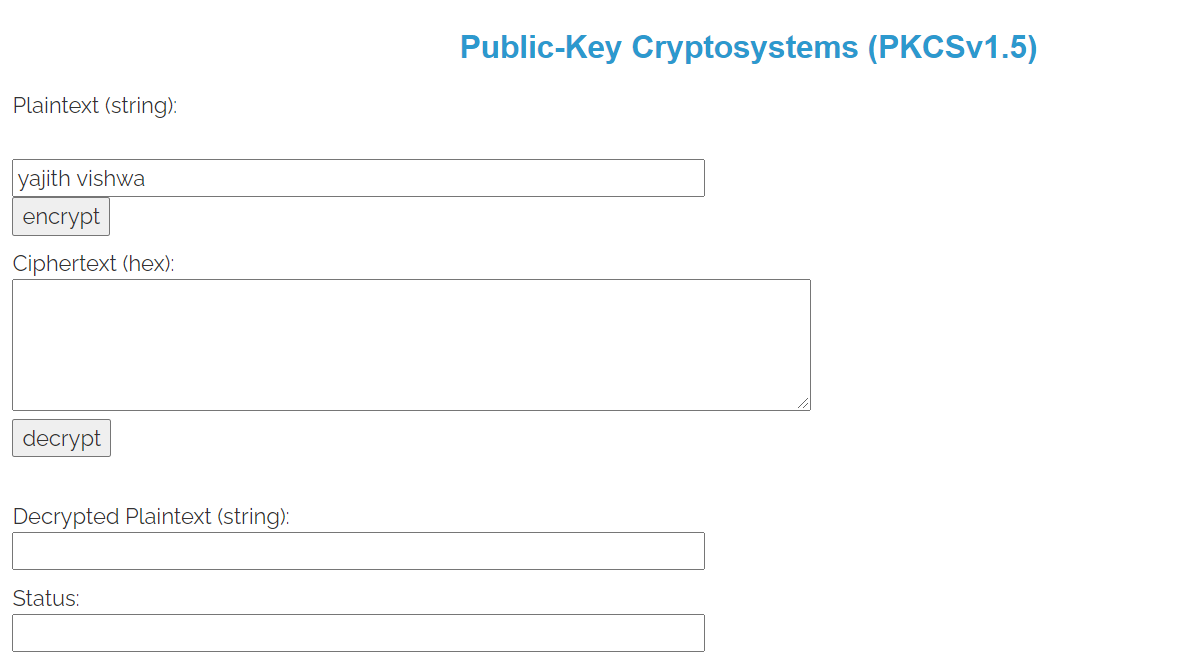 Public-Key Cryptosystems (PKCSv1.5)
Plaintext (string):
yajith vishwa
encrypt
Ciphertext (hex):
decrypt
Decrypted Plaintext (string):
Status: